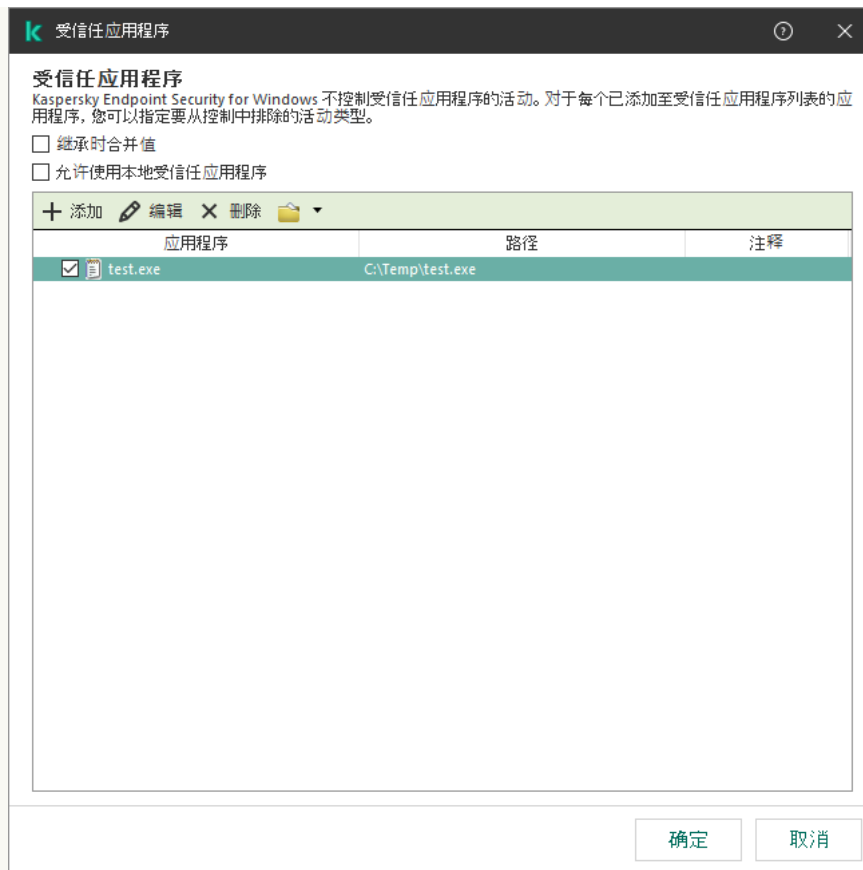 受信任应用程序
受信任应用程序
Kaspersky Endpoint Security for Windows 不控制受信任应用程序的活动。对于每个已添加至受信任应用程序列表的应
用程序, 您可以指定要从控制中排除的活动类型。
继承时合并值
允许使用本地受信任应用程序
添加 编辑 删除
应用程序 路径 注释
test.exe C:\Temp\test.exe
确定 取消